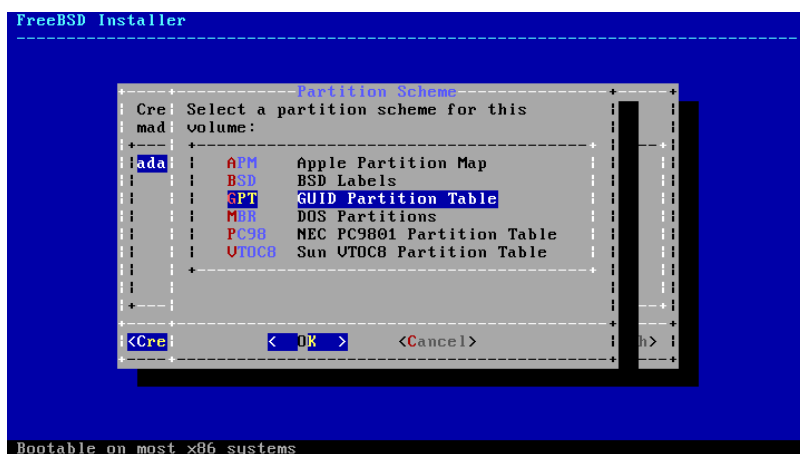 FreeBSD Installer
Partition Scheme
Cre Select a partition scheme for this
mad volume:
ada APM Apple Partition Map
BSD BSD Labels
GPT GUID Partition Table
MBR DOS Partitions
PC98 NEC PC9801 Partition Table
VTOC8 Sun VTOC8 Partition Table
<Cre < OK > <Cancel> h>
Bootable on most x86 systems